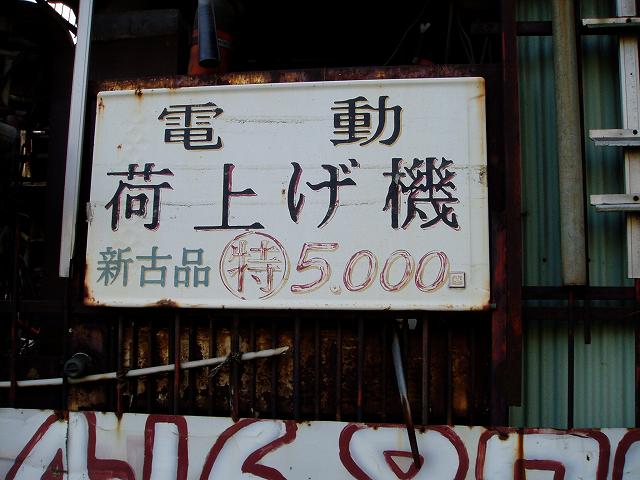 電動
荷上げ機
新古品 特 5.000